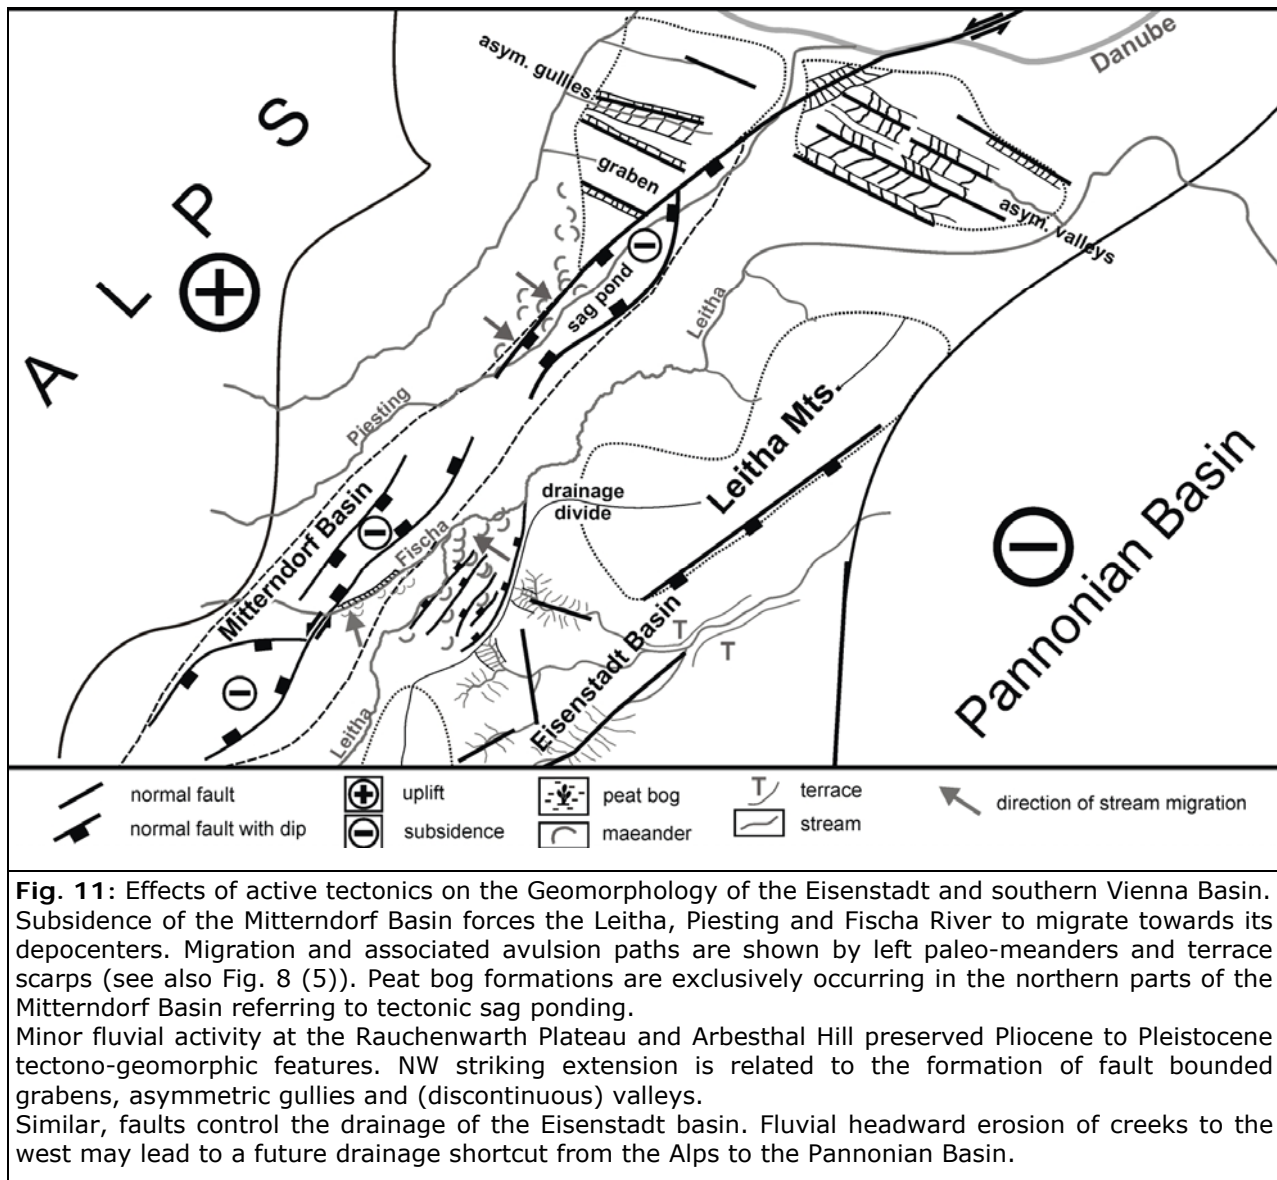 asym. gullies
Danube
ALPS
graben
asym. valleys
sag pond
Leitha
Piesting
Leitha Mts.
Mitterndorf Basin
drainage
divide
Fischa
Pannonian Basin
Eisenstadt Basin
T
T
Leitha
normal fault
normal fault with dip
uplift
subsidence
peat bog
maeander
T
terrace
stream
direction of stream migration
Fig. 11: Effects of active tectonics on the Geomorphology of the Eisenstadt and southern Vienna Basin.
Subsidence of the Mitterndorf Basin forces the Leitha, Piesting and Fischa River to migrate towards its
depocenters. Migration and associated avulsion paths are shown by left paleo-meanders and terrace
scarps (see also Fig. 8 (5)). Peat bog formations are exclusively occurring in the northern parts of the
Mitterndorf Basin referring to tectonic sag ponding.
Minor fluvial activity at the Rauchenwarth Plateau and Arbesthal Hill preserved Pliocene to Pleistocene
tectono-geomorphic features. NW striking extension is related to the formation of fault bounded
grabens, asymmetric gullies and (discontinuous) valleys.
Similar, faults control the drainage of the Eisenstadt basin. Fluvial headward erosion of creeks to the
west may lead to a future drainage shortcut from the Alps to the Pannonian Basin.